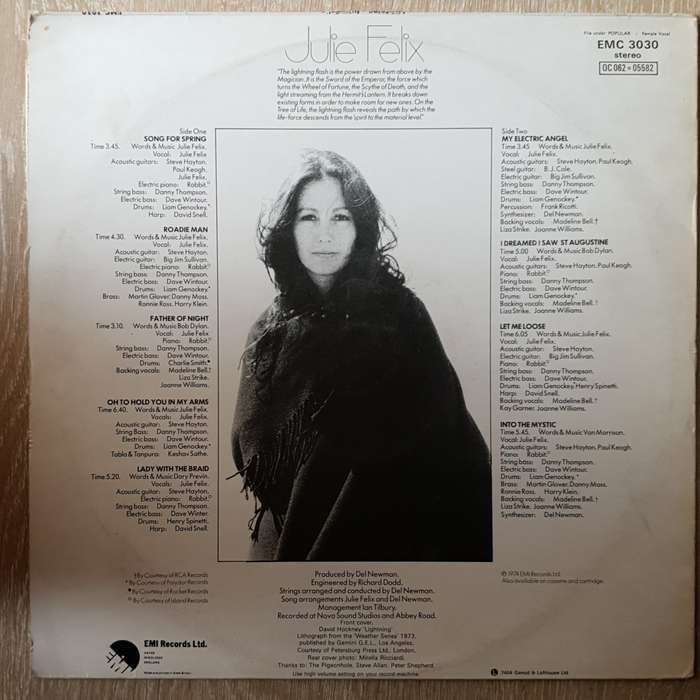 File under POPULAR : Female Vocal
EMC 3030
stereo
OC 062 - 05582
Julie Felix
"The lightning flash is the power drawn from above by the
Magician. It is the Sword of the Emperor, the force which
turns the Wheel of Fortune, the Scythe of Death, and the
light streaming from the Hermit's Lantern. It breaks down
existing forms in order to make room for new ones. On the
Tree of Life, the lightning flash reveals the path by which the
life-force descends from the spirit to the material level."
Side One
SONG FOR SPRING
Time 3.45. Words & Music Julie Felix.
Vocal: Julie Felix
Acoustic guitars: Steve Hayton.
Paul Keogh.
Julie Felix.
Electric piano: Rabbit.□
String bass: Danny Thompson.
Electric bass: Dave Wintour.
Drums: Liam Genockey.*
Harp: David Snell.
ROADIE MAN
Time 4.30. Words & Music Julie Felix.
Vocal: Julie Felix.
Acoustic guitar: Steve Hayton.
Electric guitar: Big Jim Sullivan.
Electric piano: Rabbit.□
String bass: Danny Thompson.
Electric bass: Dave Wintour.
Drums: Liam Genockey.*
Brass: Martin Glover, Danny Moss.
Ronnie Ross. Harry Klein.
FATHER OF NIGHT
Time 3.10. Words & Music Bob Dylan.
Vocal: Julie Felix
Piano: Rabbit.□
String bass: Danny Thompson.
Electric bass: Dave Wintour.
Drums: Charlie Smith.●
Backing vocals: Madeline Bell.†
Liza Strike.
Joanne Williams.
OH TO HOLD YOU IN MY ARMS
Time 6.40. Words & Music Julie Felix.
Vocals: Julie Felix.
Acoustic guitar: Steve Hayton.
String Bass: Danny Thompson.
Electric bass: Dave Wintour.
Drums: Liam Genockey.*
Tabla & Tanpura: Keshav Sathe.
LADY WITH THE BRAID
Time 5.20. Words & Music Dory Previn.
Vocals: Julie Felix.
Acoustic guitar: Steve Hayton.
Electric piano: Rabbit.□
String bass: Danny Thompson.
Electric bass: Dave Winter.
Drums: Henry Spinetti.
Harp: David Snell.
† By Courtesy of RCA Records
* By Courtesy of Polydor Records
● By Courtesy of Rocket Records
□ By Courtesy of Island Records
Side Two
MY ELECTRIC ANGEL
Time 3.45 Words & Music Julie Felix.
Vocal: Julie Felix.
Acoustic guitars: Steve Hayton, Paul Keogh.
Steel guitar: B.J. Cole.
Electric guitar: Big Jim Sullivan.
String bass: Danny Thompson.
Electric bass: Dave Wintour.
Drums: Liam Genockey.*
Percussion: Frank Ricotti.
Synthesizer: Del Newman.
Backing vocals: Madeline Bell.†
Liza Strike. Joanne Williams.
I DREAMED I SAW ST AUGUSTINE
Time 5.00 Words & Music Bob Dylan.
Vocal: Julie Felix.
Acoustic guitars: Steve Hayton, Paul Keogh.
Piano: Rabbit.□
String bass: Danny Thompson.
Electric bass: Dave Wintour.
Drums: Liam Genockey.*
Backing vocals: Madeline Bell.†
Liza Strike. Joanne Williams.
LET ME LOOSE
Time 6.05 Words & Music Julie Felix.
Vocal: Julie Felix.
Acoustic guitar: Steve Hayton.
Electric guitar: Big Jim Sullivan.
Piano: Rabbit.□
String bass: Danny Thompson.
Electric bass: Dave Wintour.
Drums: Liam Genockey,* Henry Spinetti.
Harp: David Snell.
Backing vocals: Madeline Bell.†
Kay Garner. Joanne Williams.
INTO THE MYSTIC
Time 5.45. Words & Music Van Morrison.
Vocal: Julie Felix.
Acoustic guitars: Steve Hayton, Paul Keogh.
Piano: Rabbit.□
String bass: Danny Thompson.
Electric bass: Dave Wintour.
Drums: Liam Genockey.*
Brass: Martin Glover, Danny Moss.
Ronnie Ross. Harry Klein.
Backing vocals: Madeline Bell.†
Liza Strike. Joanne Williams.
Synthesizer: Del Newman.
℗ 1974 EMI Records Ltd.
Also available on cassette and cartridge.
Produced by Del Newman.
Engineered by Richard Dodd.
Strings arranged and conducted by Del Newman.
Song arrangements Julie Felix and Del Newman.
Management Ian Tilbury.
Recorded at Nova Sound Studios and Abbey Road.
Front cover:
David Hockney 'Lightning'
Lithograph from the 'Weather Series' 1973,
published by Gemini G.E.L., Los Angeles.
Courtesy of Petersburg Press Ltd., London.
Rear cover photo: Mirella Ricciardi.
Thanks to: The Pigeonhole, Steve Allan, Peter Shepherd.
Use high volume setting on your record machine.
EMI
EMI Records Ltd.
HAYES
MIDDLESEX
ENGLAND
L 7404 Garrod & Lofthouse Ltd